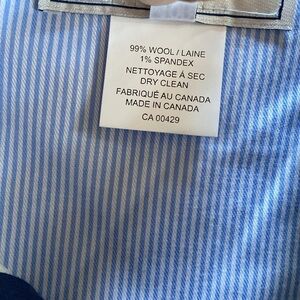 99% WOOL / LAINE
1% SPANDEX
NETTOYAGE À SEC
DRY CLEAN
FABRIQUÉ AU CANADA
MADE IN CANADA
CA 00429